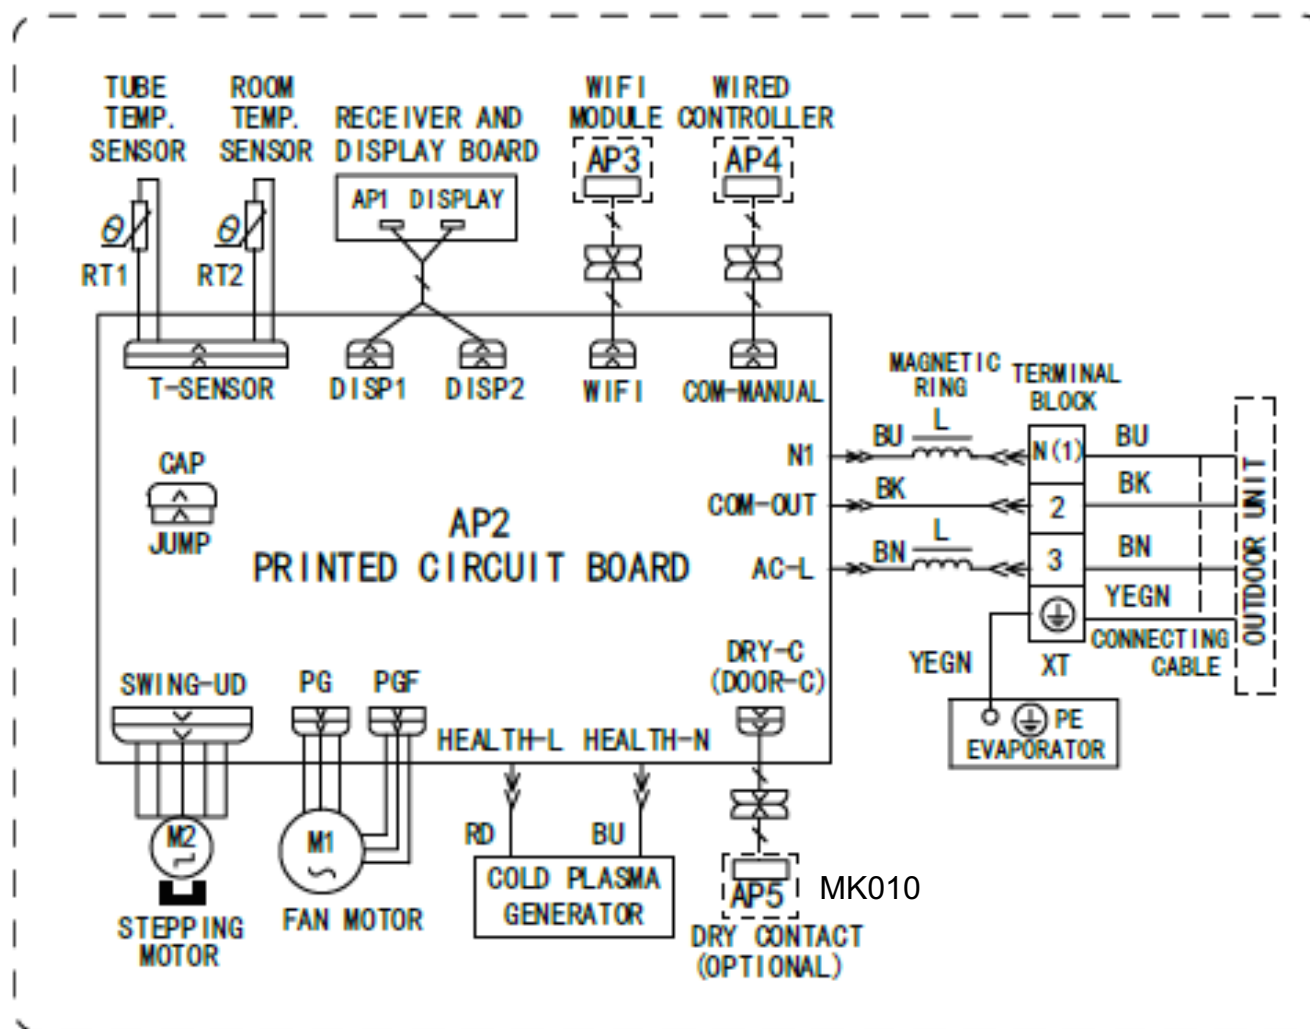 TUBE
TEMP.
SENSOR
ROOM
TEMP.
SENSOR
RECEIVER AND
DISPLAY BOARD
WIFI
MODULE
WIRED
CONTROLLER
AP1 DISPLAY
AP3
AP4
θ
RT1
θ
RT2
T-SENSOR
DISP1
DISP2
WIFI
COM-MANUAL
MAGNETIC
RING
TERMINAL
BLOCK
CAP
JUMP
AP2
PRINTED CIRCUIT BOARD
N1
BU
L
N(1)
BU
COM-OUT
BK
2
BK
AC-L
BN
L
3
BN
YEGN
OUTDOOR UNIT
YEGN
XT
CONNECTING
CABLE
PE
EVAPORATOR
SWING-UD
PG
PGF
HEALTH-L
HEALTH-N
DRY-C
(DOOR-C)
M2
STEPPING
MOTOR
M1
FAN MOTOR
RD
BU
COLD PLASMA
GENERATOR
AP5
MK010
DRY CONTACT
(OPTIONAL)